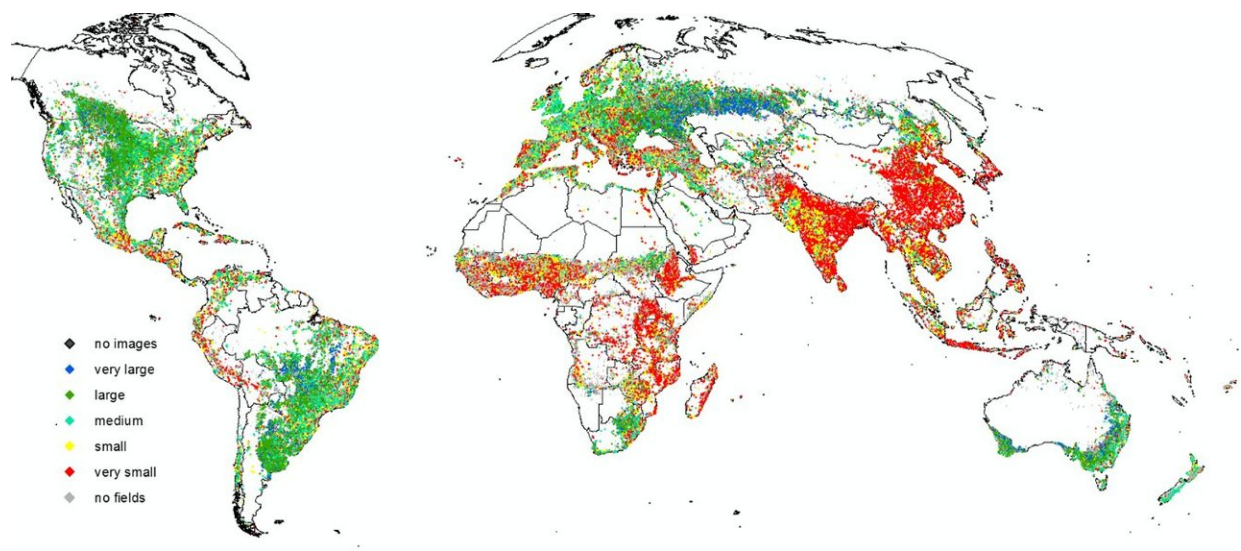 no images
very large
large
medium
small
very small
no fields